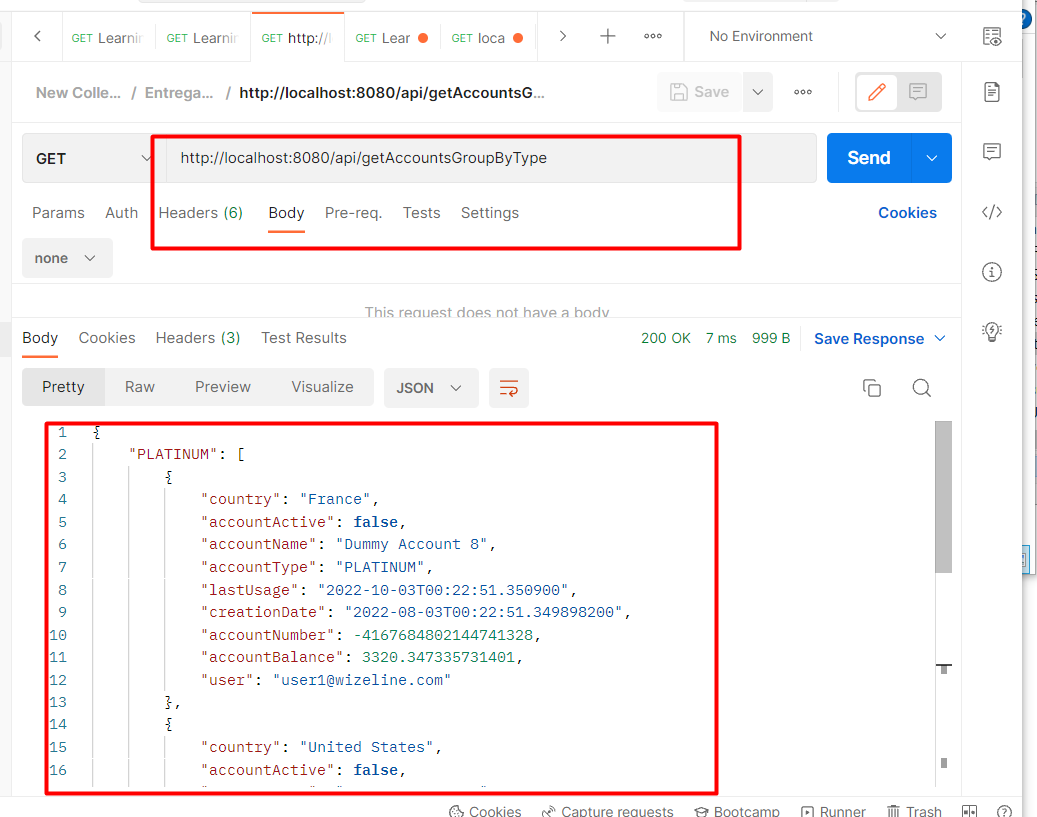 GET Learnin GET Learnin GET http://l GET Lear GET loca No Environment
New Colle... / Entrega... / http://localhost:8080/api/getAccountsG... Save
GET http://localhost:8080/api/getAccountsGroupByType Send
Params Auth Headers (6) Body Pre-req. Tests Settings Cookies
none
This request does not have a body
Body Cookies Headers (3) Test Results 200 OK 7 ms 999 B Save Response
Pretty Raw Preview Visualize JSON
1 {
2 "PLATINUM": [
3 {
4 "country": "France",
5 "accountActive": false,
6 "accountName": "Dummy Account 8",
7 "accountType": "PLATINUM",
8 "lastUsage": "2022-10-03T00:22:51.350900",
9 "creationDate": "2022-08-03T00:22:51.349898200",
10 "accountNumber": -4167684802144741328,
11 "accountBalance": 3320.347335731401,
12 "user": "user1@wizeline.com"
13 },
14 {
15 "country": "United States",
16 "accountActive": false,
Cookies Capture requests Bootcamp Runner Trash